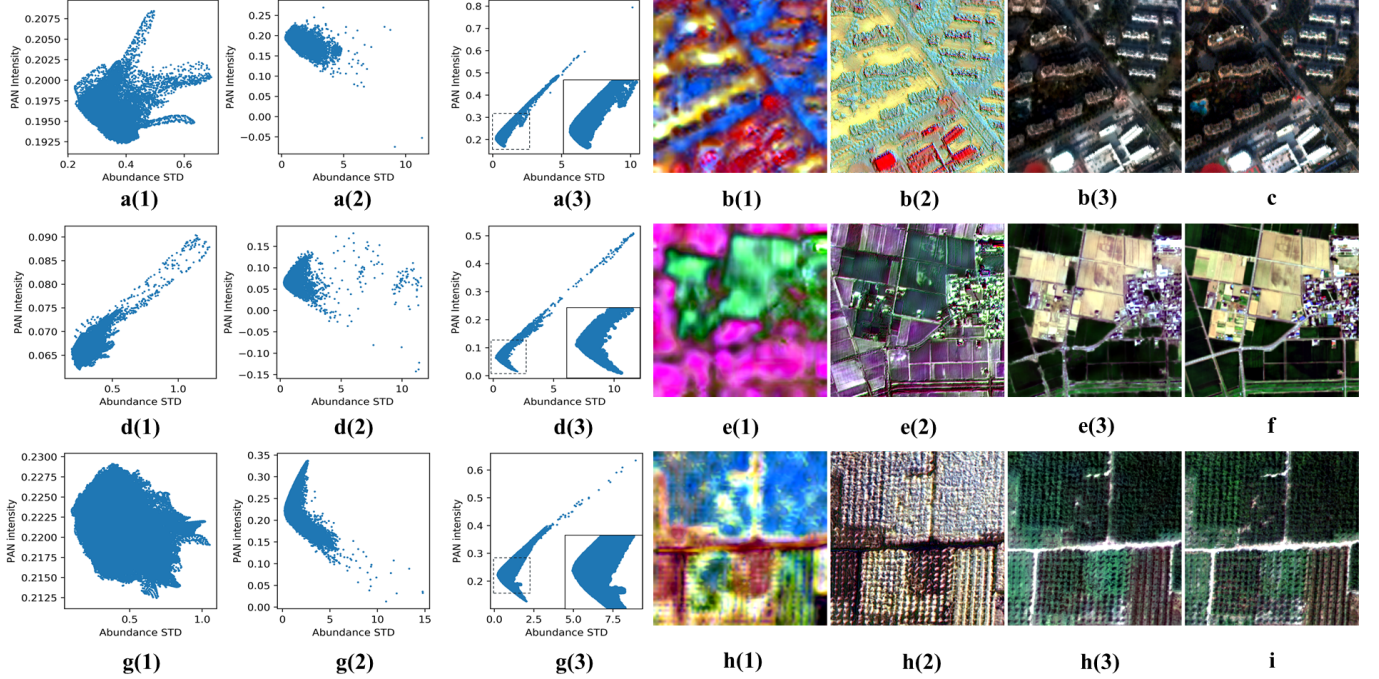 0.2075
0.2050
0.2025
0.2000
0.1975
0.1950
0.1925
PAN Intensity
0.2 0.4 0.6
Abundance STD
a(1)
0.25
0.20
0.15
0.10
0.05
0.00
−0.05
PAN Intensity
0 5 10
Abundance STD
a(2)
0.8
0.7
0.6
0.5
0.4
0.3
0.2
PAN Intensity
0 5 10
Abundance STD
a(3)
b(1)
b(2)
b(3)
c
0.090
0.085
0.080
0.075
0.070
0.065
PAN Intensity
0.5 1.0
Abundance STD
d(1)
0.15
0.10
0.05
0.00
−0.05
−0.10
−0.15
PAN Intensity
0 5 10
Abundance STD
d(2)
0.5
0.4
0.3
0.2
0.1
0.0
PAN Intensity
0 5 10
Abundance STD
d(3)
e(1)
e(2)
e(3)
f
0.2300
0.2275
0.2250
0.2225
0.2200
0.2175
0.2150
0.2125
PAN intensity
0.5 1.0
Abundance STD
g(1)
0.35
0.30
0.25
0.20
0.15
0.10
0.05
0.00
PAN Intensity
0 5 10 15
Abundance STD
g(2)
0.6
0.5
0.4
0.3
0.2
PAN Intensity
0.0 2.5 5.0 7.5
Abundance STD
g(3)
h(1)
h(2)
h(3)
i